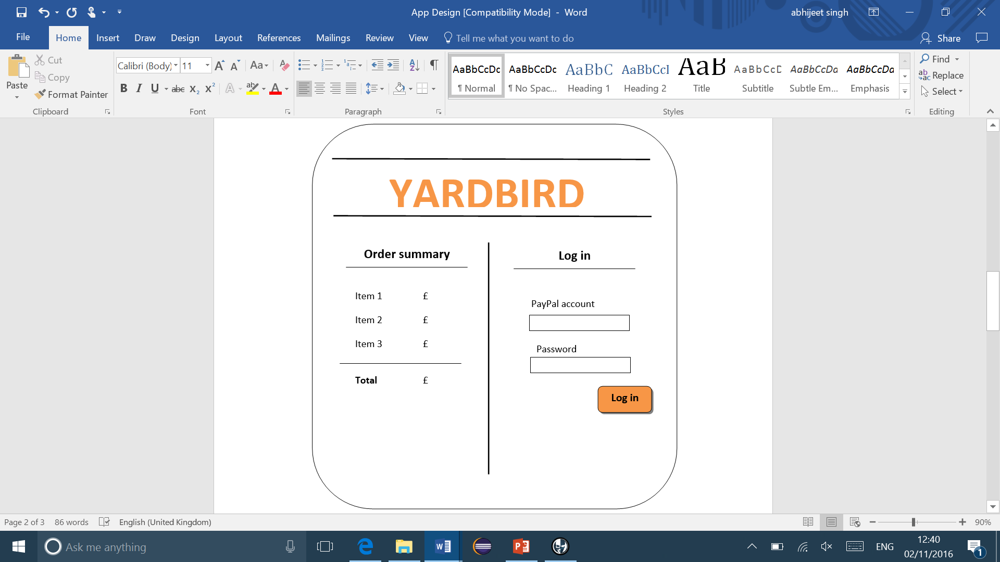 App Design [Compatibility Mode] - Word
abhijeet singh
File Home Insert Draw Design Layout References Mailings Review View Tell me what you want to do Share
Paste
Cut
Copy
Format Painter
Clipboard
Calibri (Body) 11
Font
Paragraph
AaBbCcDc AaBbCcDc AaBbC AaBbCcI AaB AaBbCcD AaBbCcDa AaBbCcDa
¶ Normal ¶ No Spac... Heading 1 Heading 2 Title Subtitle Subtle Em... Emphasis
Styles
Find
Replace
Select
Editing
YARDBIRD
Order summary
Item 1 £
Item 2 £
Item 3 £
Total £
Log in
PayPal account
Password
Log in
Page 2 of 3 86 words English (United Kingdom) 90%
Ask me anything
ENG
12:40
02/11/2016
1